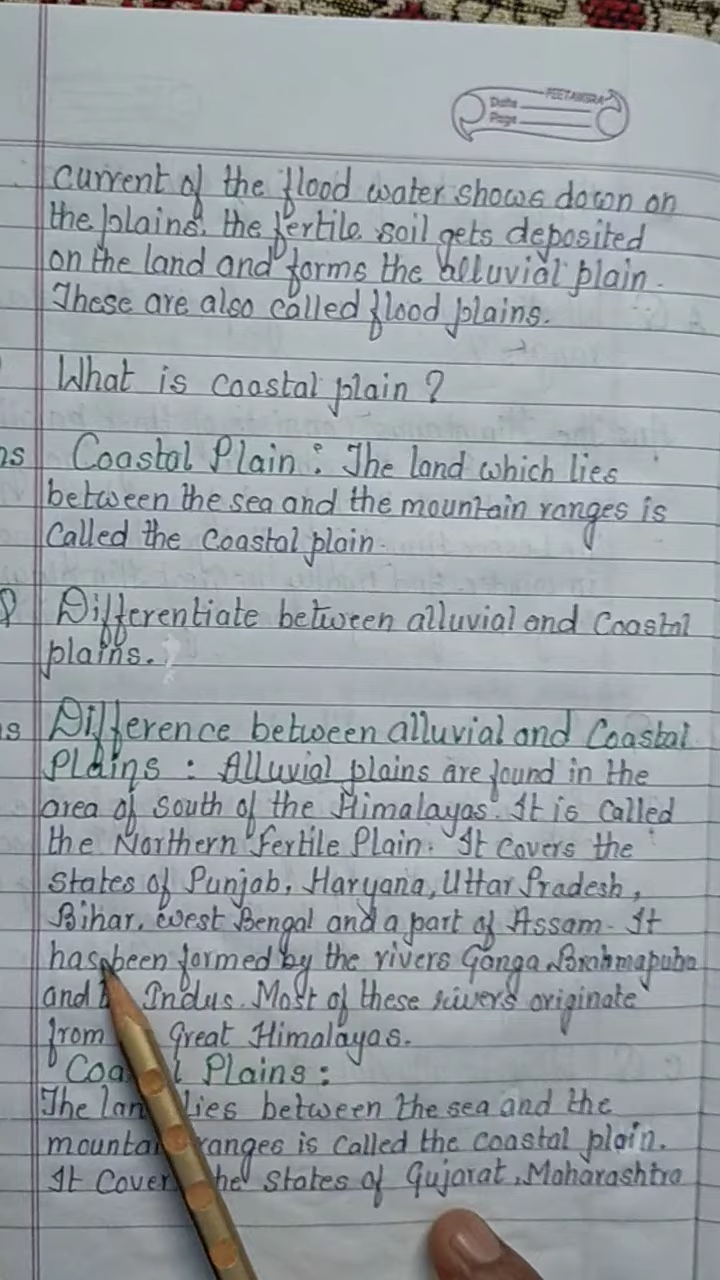 PEETAMBRA
Date
Page
current of the flood water shows down on
the plains, the fertile soil gets deposited
on the land and forms the alluvial plain.
These are also called flood plains.
What is coastal plain ?
ns Coastal Plain : The land which lies
between the sea and the mountain ranges is
Called the Coastal plain.
Q Differentiate between alluvial and Coastal
plains.
s Difference between alluvial and Coastal
Plains : Alluvial plains are found in the
area of South of the Himalayas. It is Called
the Northern Fertile Plain. It Covers the
States of Punjab, Haryana, Uttar Pradesh,
Bihar, West Bengal and a part of Assam. It
has been formed by the rivers Ganga, Brahmaputra
and Indus. Most of these rivers originate
from Great Himalayas.
Plains :
The lies between the sea and the
ranges is Called the coastal plain.
It the States of Gujarat, Maharashtra